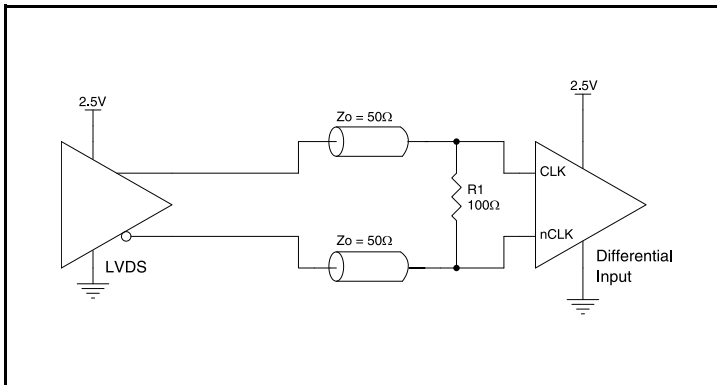 2.5V
2.5V
Zo = 50Ω
CLK
R1
100Ω
Zo = 50Ω
nCLK
LVDS
Differential
Input